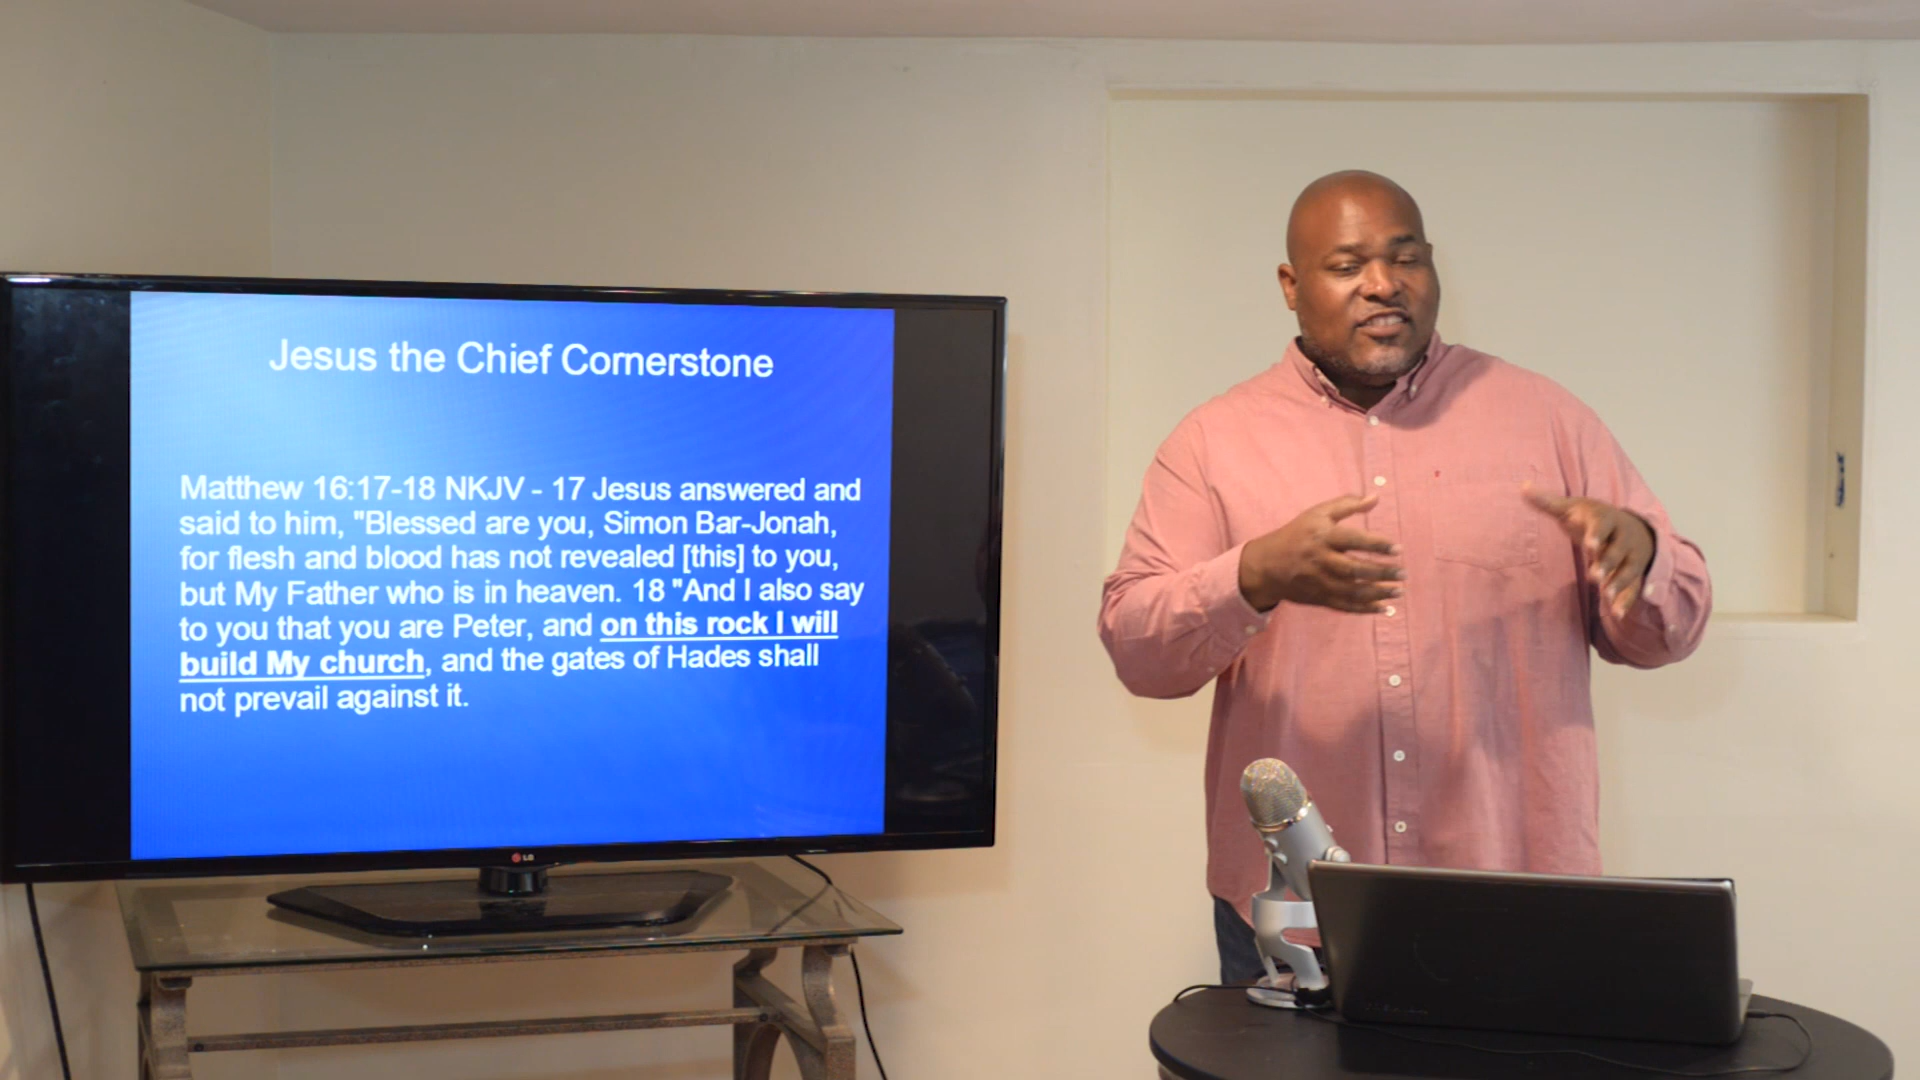 Jesus the Chief Cornerstone
Matthew 16:17-18 NKJV - 17 Jesus answered and
said to him, "Blessed are you, Simon Bar-Jonah,
for flesh and blood has not revealed [this] to you,
but My Father who is in heaven. 18 "And I also say
to you that you are Peter, and on this rock I will
build My church, and the gates of Hades shall
not prevail against it.
LG